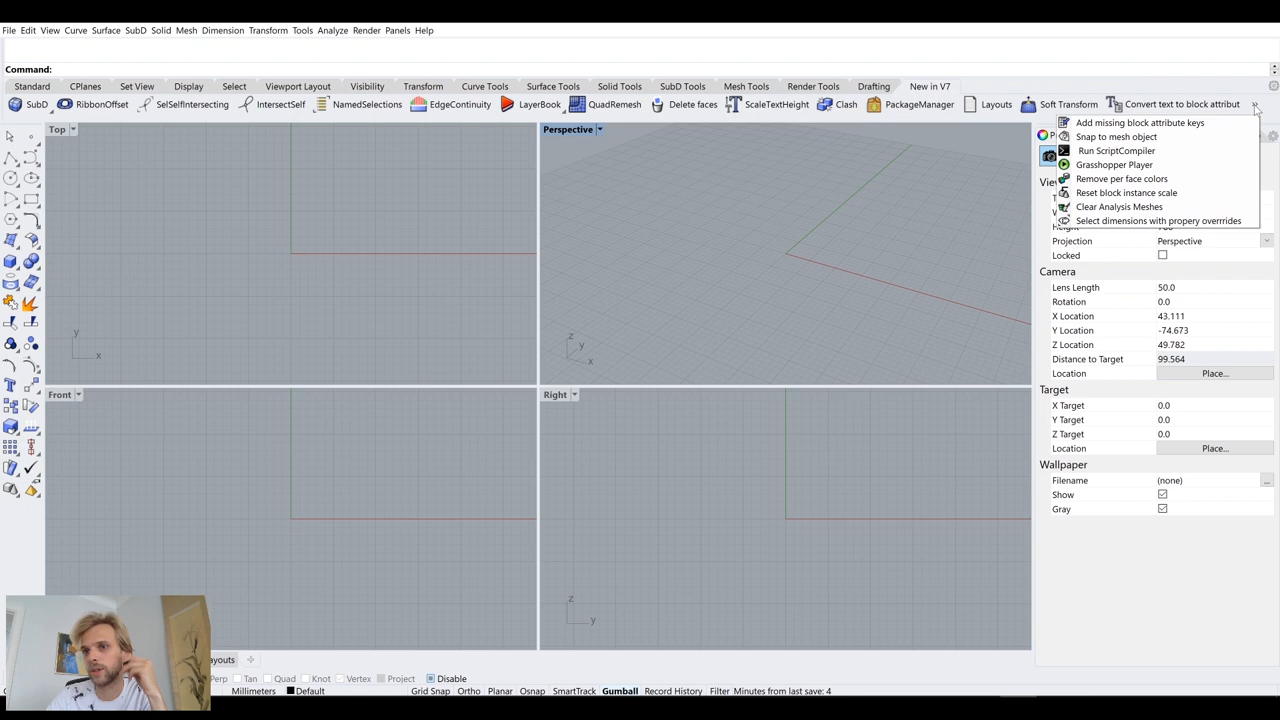 File Edit View Curve Surface SubD Solid Mesh Dimension Transform Tools Analyze Render Panels Help
Command:
Standard CPlanes Set View Display Select Viewport Layout Visibility Transform Curve Tools Surface Tools Solid Tools SubD Tools Mesh Tools Render Tools Drafting New in V7
SubD RibbonOffset SelSelfIntersecting IntersectSelf NamedSelections EdgeContinuity LayerBook QuadRemesh Delete faces ScaleTextHeight Clash PackageManager Layouts Soft Transform Convert text to block attribut »
Add missing block attribute keys
Snap to mesh object
Run ScriptCompiler
Grasshopper Player
Remove per face colors
Reset block instance scale
Clear Analysis Meshes
Select dimensions with propery overrrides
Top
y
x
Perspective
z
y
x
Front
Right
z
y
Projection Perspective
Locked
Camera
Lens Length 50.0
Rotation 0.0
X Location 43.111
Y Location -74.673
Z Location 49.782
Distance to Target 99.564
Location Place...
Target
X Target 0.0
Y Target 0.0
Z Target 0.0
Location Place...
Wallpaper
Filename (none) ...
Show
Gray
ayouts
Perp Tan Quad Knot Vertex Project Disable
Millimeters Default Grid Snap Ortho Planar Osnap SmartTrack Gumball Record History Filter Minutes from last save: 4